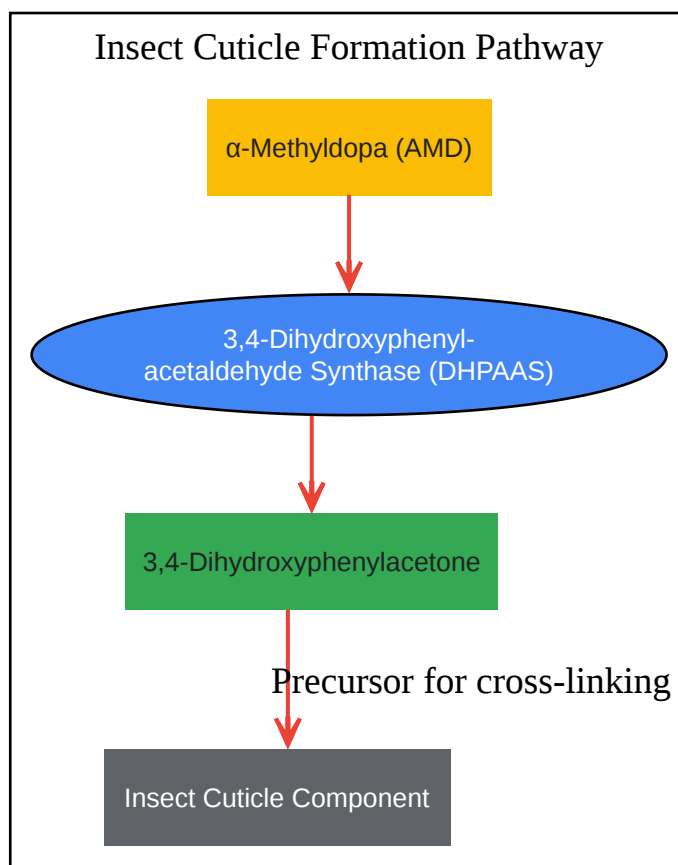 Insect Cuticle Formation Pathway
α-Methyldopa (AMD)
3,4-Dihydroxyphenyl-
acetaldehyde Synthase (DHPAAS)
3,4-Dihydroxyphenylacetone
Precursor for cross-linking
Insect Cuticle Component